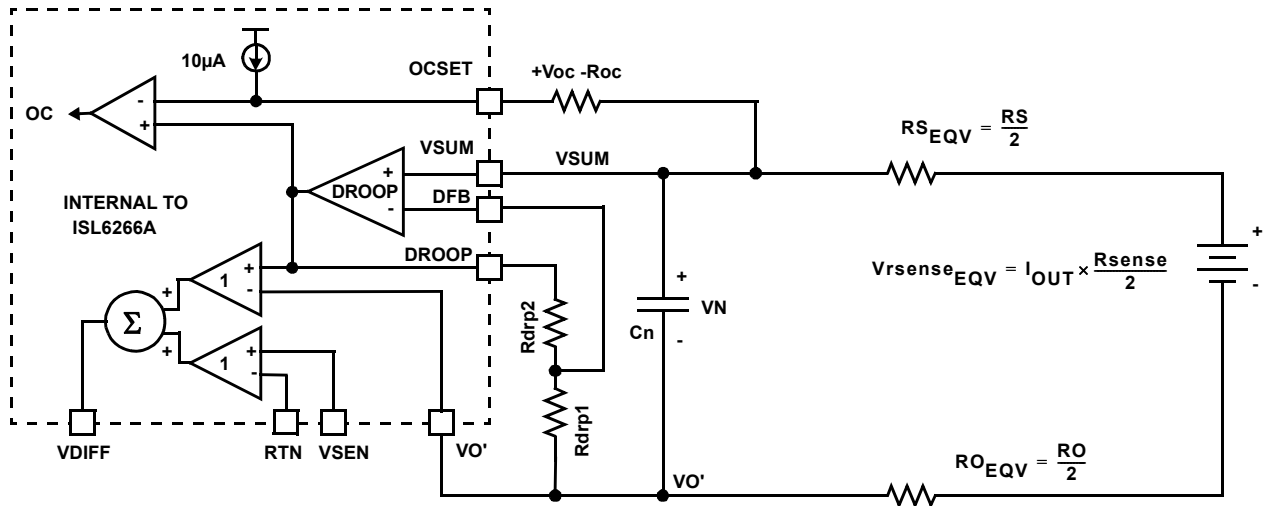 10µA
OCSET
+Voc -Roc
OC
-
+
VSUM
VSUM
RS_EQV = RS/2
+
DROOP
-
DFB
INTERNAL TO
ISL6266A
DROOP
+
1
-
+
Σ
+
+
1
-
Rdrp2
Rdrp1
+
Cn
VN
-
Vrsense_EQV = I_OUT × Rsense/2
+
-
VDIFF
RTN
VSEN
VO'
VO'
RO_EQV = RO/2